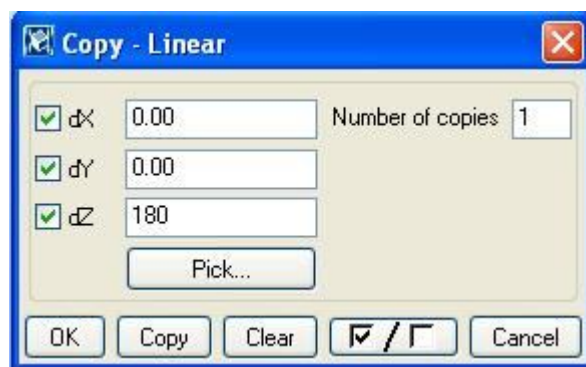 Copy - Linear
dX 0.00 Number of copies 1
dY 0.00
dZ 180
Pick...
OK Copy Clear / Cancel